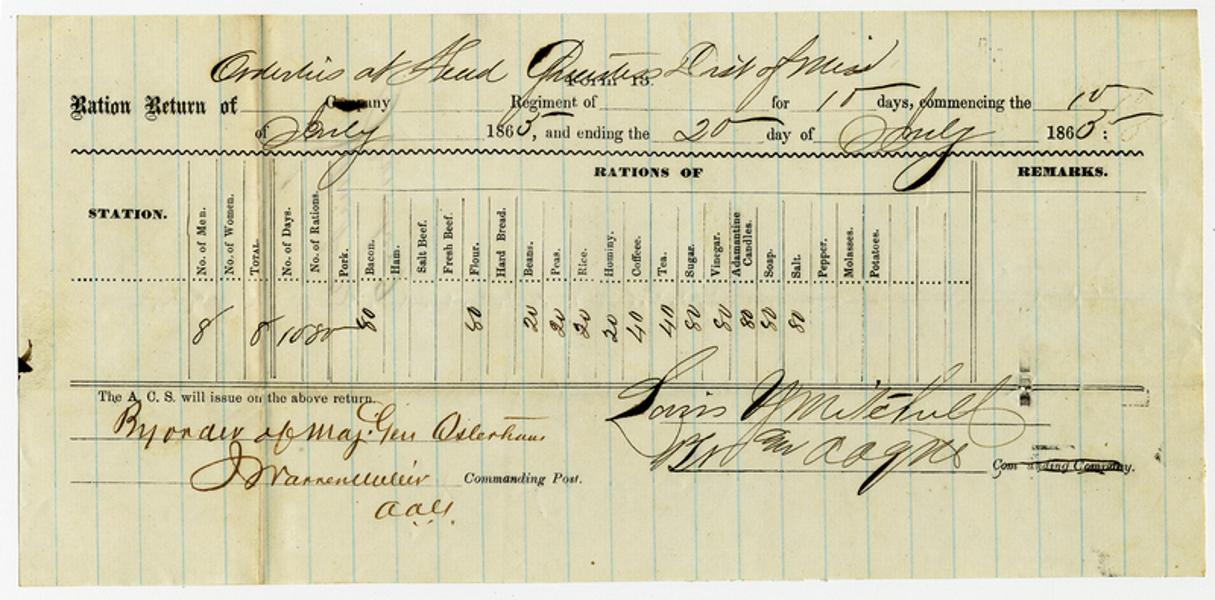 Orderlies at Head Quarters Dist of Miss
Form 13.
Ration Return of Company Regiment of for 10 days, commencing the 10
of July 1865, and ending the 20 day of July 1865:
RATIONS OF REMARKS.
STATION. No. of Men. No. of Women. TOTAL. No. of Days. No. of Rations. Pork. Bacon. Ham. Salt Beef. Fresh Beef. Flour. Hard Bread. Beans. Peas. Rice. Hominy. Coffeee. Tea. Sugar. Vinegar. Adamantine Candles. Soap. Salt. Pepper. Molasses. Potatoes.
8 8 10 80 80 80 20 20 20 20 40 40 80 80 80 80 80
The A. C. S. will issue on the above return.
By order of Maj. Gen Osterhaus
Louis Y Mitchell
J Warren Miller Commanding Post.
Commanding Company.
AAG